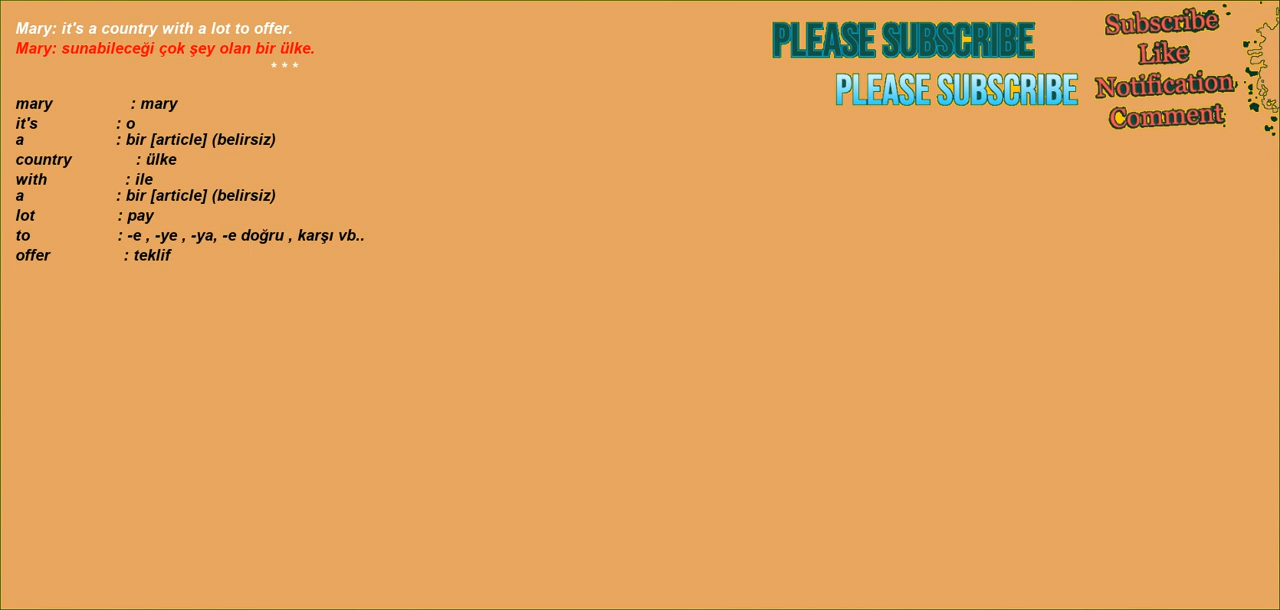 Mary: it's a country with a lot to offer.
Mary: sunabileceği çok şey olan bir ülke.
* * *
mary : mary
it's : o
a : bir [article] (belirsiz)
country : ülke
with : ile
a : bir [article] (belirsiz)
lot : pay
to : -e , -ye , -ya, -e doğru , karşı vb..
offer : teklif
PLEASE SUBSCRIBE
PLEASE SUBSCRIBE
Subscribe
Like
Notification
Comment